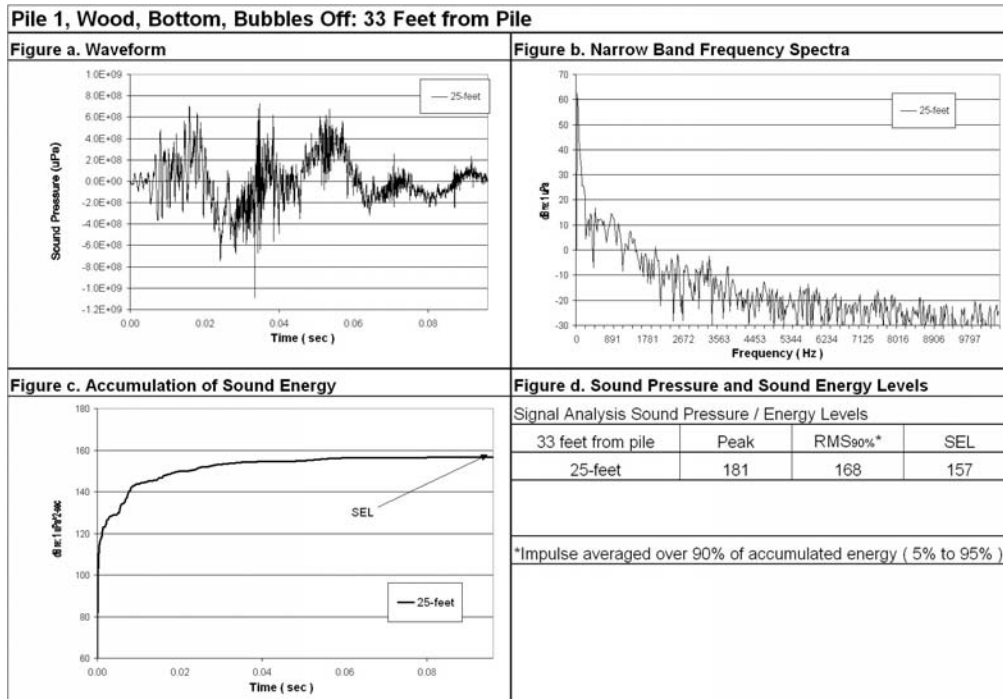 Pile 1, Wood, Bottom, Bubbles Off: 33 Feet from Pile
Figure a. Waveform
1.0E+09
8.0E+08
6.0E+08
4.0E+08
2.0E+08
0.0E+00
-2.0E+08
-4.0E+08
-6.0E+08
-8.0E+08
-1.0E+09
-1.2E+09
Sound Pressure (uPa)
25-feet
0.00 0.02 0.04 0.06 0.08
Time ( sec )
Figure b. Narrow Band Frequency Spectra
70
60
50
40
30
20
10
0
-10
-20
-30
dB re: 1 uPa
25-feet
0 891 1781 2672 3563 4453 5344 6234 7125 8016 8906 9797
Frequency ( Hz )
Figure c. Accumulation of Sound Energy
180
160
140
120
100
80
60
SEL
25-feet
0.00 0.02 0.04 0.06 0.08
Time ( sec )
Figure d. Sound Pressure and Sound Energy Levels
Signal Analysis Sound Pressure / Energy Levels
33 feet from pile Peak RMS90%* SEL
25-feet 181 168 157
*Impulse averaged over 90% of accumulated energy ( 5% to 95% )